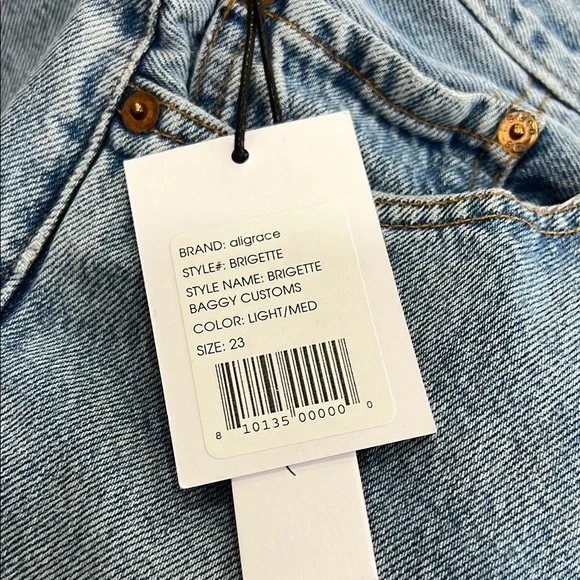 BRAND: aligrace
STYLE#: BRIGETTE
STYLE NAME: BRIGETTE
BAGGY CUSTOMS
COLOR: LIGHT/MED
SIZE: 23
8 10135 00000 0